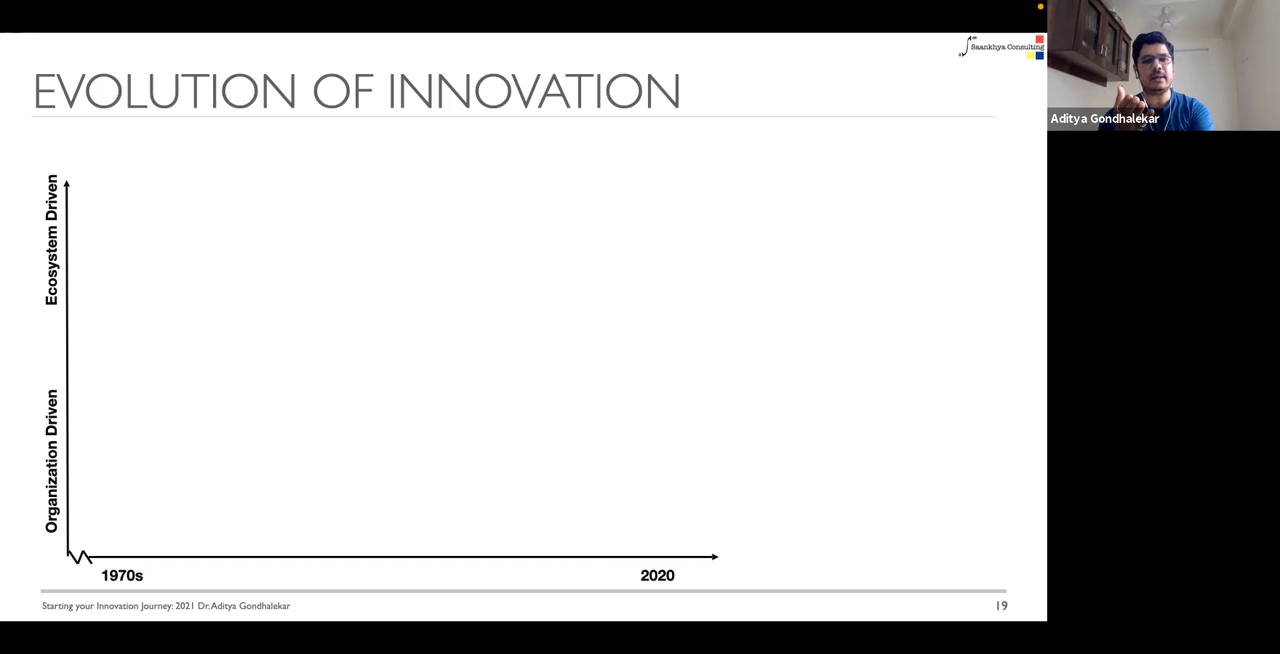 Saankhya Consulting
EVOLUTION OF INNOVATION
Aditya Gondhalekar
Ecosystem Driven
Organization Driven
1970s
2020
Starting your Innovation Journey: 2021 Dr.Aditya Gondhalekar
19